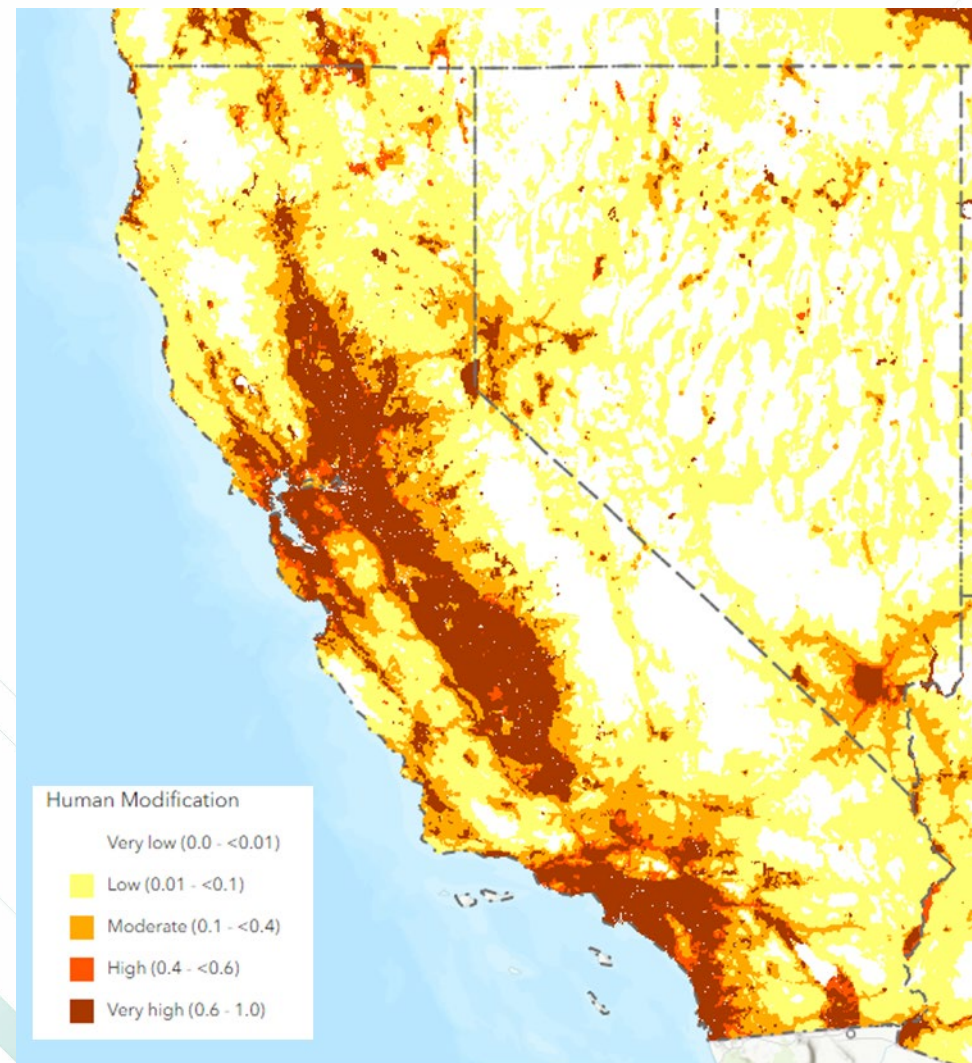 Human Modification
Very low (0.0 - <0.01)
Low (0.01 - <0.1)
Moderate (0.1 - <0.4)
High (0.4 - <0.6)
Very high (0.6 - 1.0)